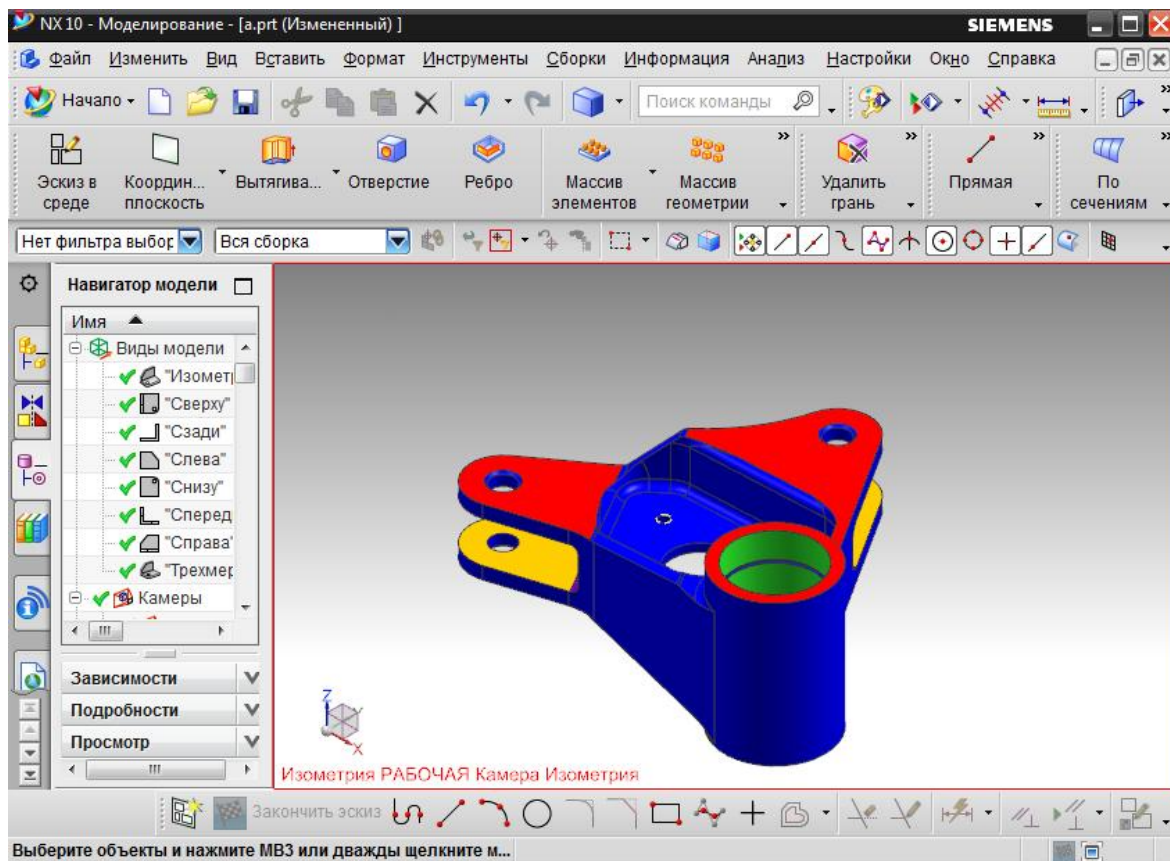 NX 10 - Моделирование - [a.prt (Измененный) ]
SIEMENS
Файл Изменить Вид Вставить Формат Инструменты Сборки Информация Анализ Настройки Окно Справка
Начало
Поиск команды
Эскиз в среде
Координ... плоскость
Вытягива...
Отверстие
Ребро
Массив элементов
Массив геометрии
Удалить грань
Прямая
По сечениям
Нет фильтра выбор
Вся сборка
Навигатор модели
Имя
Виды модели
"Изомет
"Сверху"
"Сзади"
"Слева"
"Снизу"
"Сперед
"Справа"
"Трехмер
Камеры
Зависимости
Подробности
Просмотр
Z
Y
X
Изометрия РАБОЧАЯ Камера Изометрия
Закончить эскиз
Выберите объекты и нажмите МВ3 или дважды щелкните м...